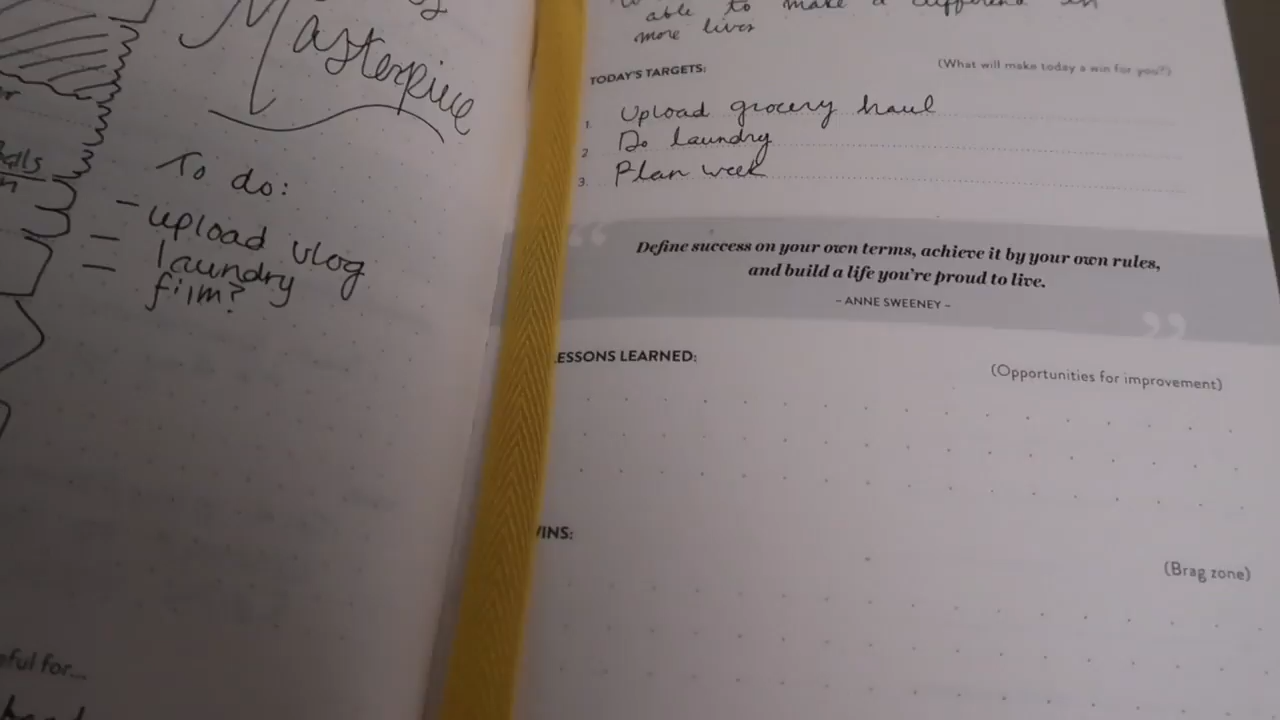 Masterpiece
To do:
- upload vlog
- laundry
- film?
able to make a different in
more lives
TODAY'S TARGETS:
(What will make today a win for you?)
1. Upload grocery haul
2. Do laundry
3. Plan week
Define success on your own terms, achieve it by your own rules,
and build a life you're proud to live.
– ANNE SWEENEY –
ESSONS LEARNED:
(Opportunities for improvement)
INS:
(Brag zone)
eful for...